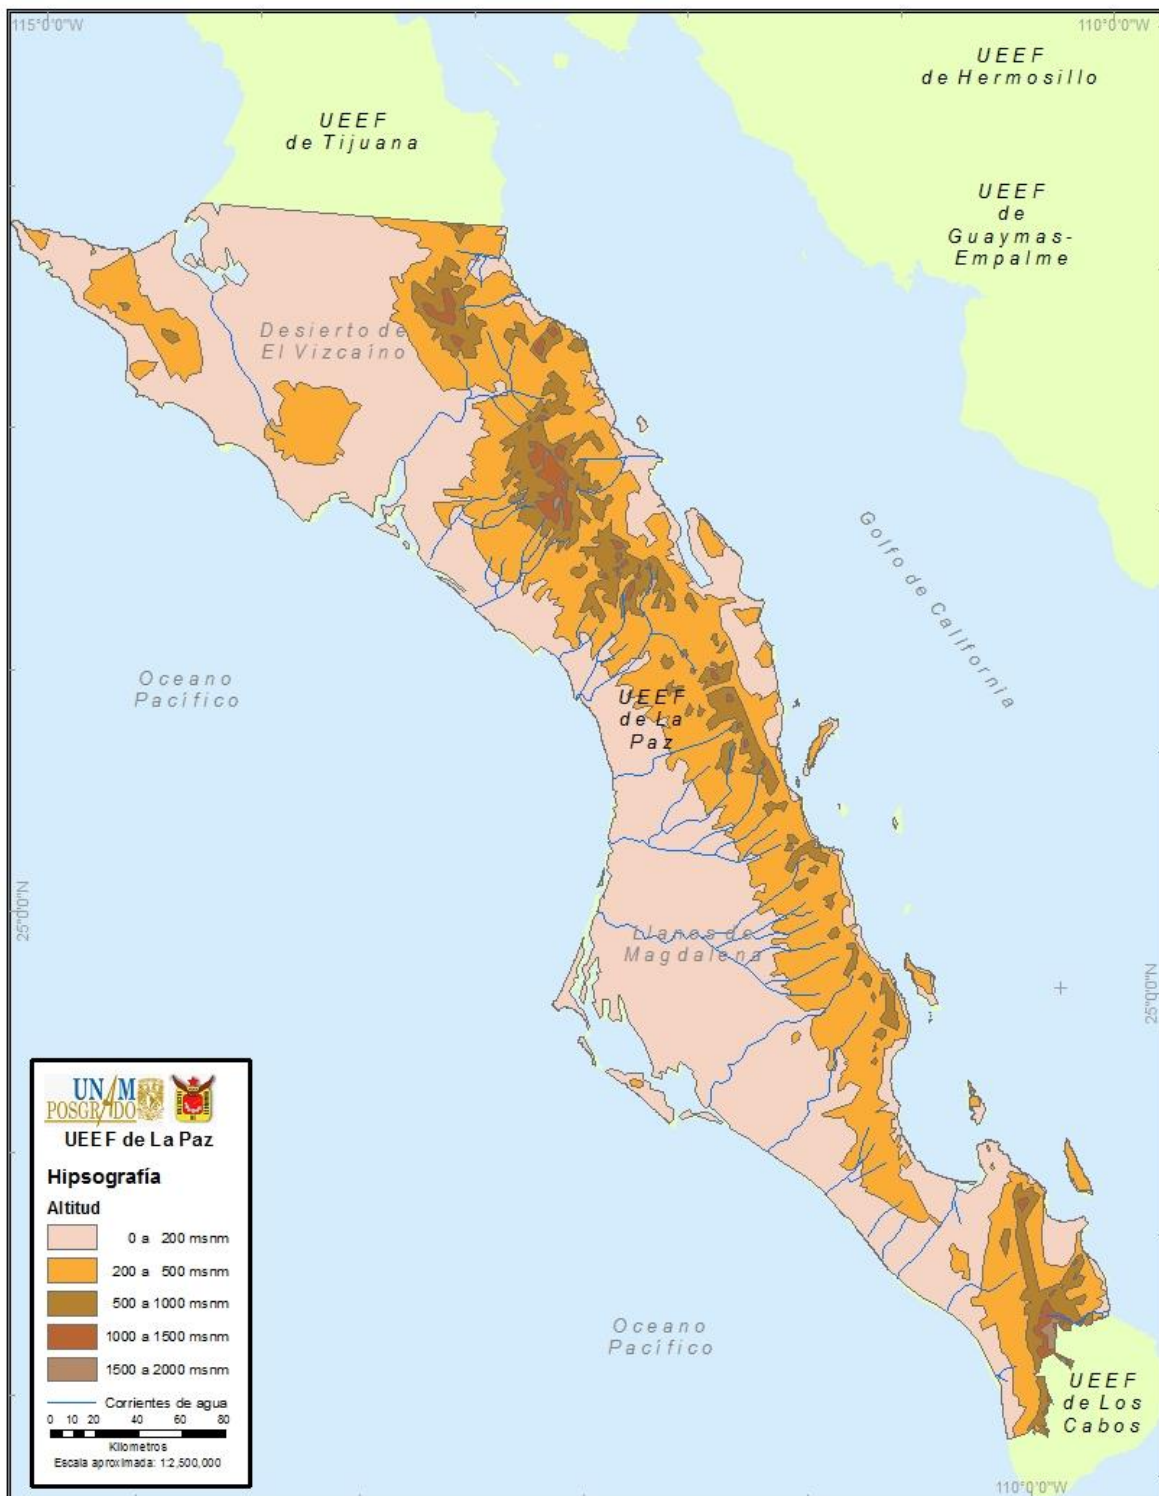 115°0'0"W
110°0'0"W
UEEF
de Hermosillo
UEEF
de Tijuana
UEEF
de
Guaymas-
Empalme
Desierto de
El Vizcaíno
Golfo de Califfornia
Oceano
Pacífico
UEEF
de La
Paz
25°0'0"N
Llanos de
Magdalena
25°0'0"N
UNAM
POSGRADO
UEEF de La Paz
Hipsografía
Altitud
0 a 200 msnm
200 a 500 msnm
500 a 1000 msnm
1000 a 1500 msnm
1500 a 2000 msnm
Corrientes de agua
0 10 20 40 60 80
Kilometros
Escala aproximada: 1:2,500,000
Oceano
Pacífico
UEEF
de Los
Cabos
110°0'0"W